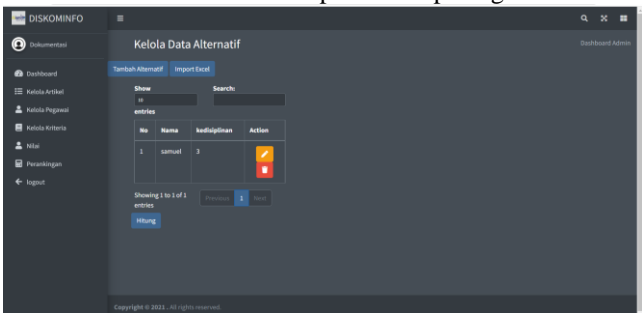 DISKOMINFO
Dokumentasi
Dashboard
Kelola Artikel
Kelola Pegawai
Kelola Kriteria
Nilai
Perankingan
logout
Kelola Data Alternatif
Dashboard Admin
Tambah Alternatif Import Excel
Show Search:
10
entries
No Nama kedisiplinan Action
1 samuel 3
Showing 1 to 1 of 1
entries
Previous 1 Next
Hitung
Copyright © 2021 . All rights reserved.